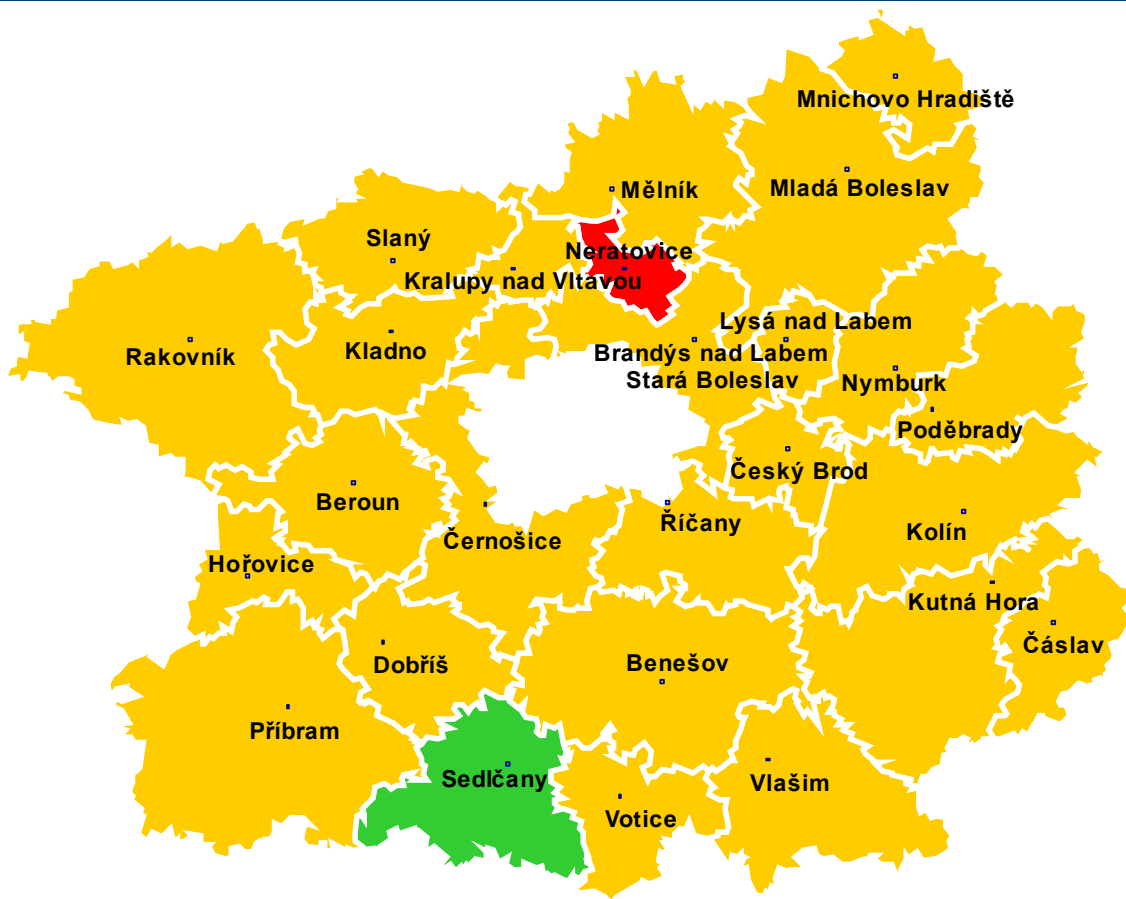 Mnichovo Hradiště
Mladá Boleslav
Mělník
Slaný
Neratovice
Kralupy nad Vltavou
Lysá nad Labem
Rakovník
Kladno
Brandýs nad Labem
Stará Boleslav
Nymburk
Poděbrady
Český Brod
Beroun
Říčany
Kolín
Černošice
Hořovice
Kutná Hora
Čáslav
Dobříš
Benešov
Příbram
Sedlčany
Vlašim
Votice